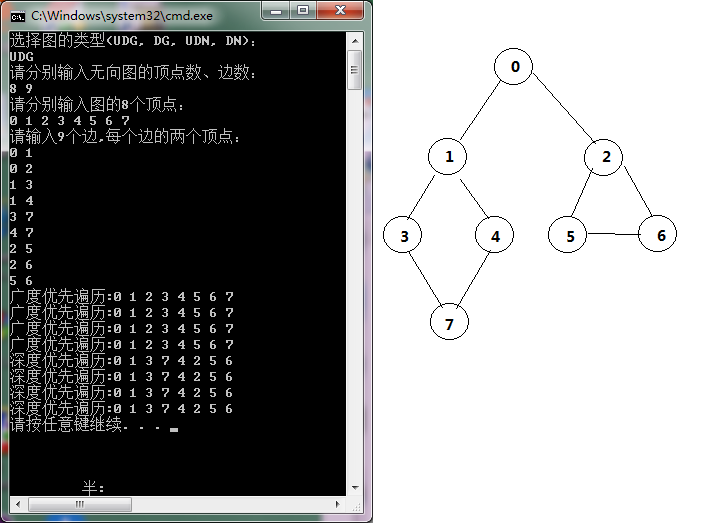 C:\Windows\system32\cmd.exe
选择图的类型(UDG, DG, UDN, DN):
UDG
请分别输入无向图的顶点数、边数:
8 9
请分别输入图的8个顶点:
0 1 2 3 4 5 6 7
请输入9个边,每个边的两个顶点:
0 1
0 2
1 3
1 4
3 7
4 7
2 5
2 6
5 6
广度优先遍历:0 1 2 3 4 5 6 7
广度优先遍历:0 1 2 3 4 5 6 7
广度优先遍历:0 1 2 3 4 5 6 7
广度优先遍历:0 1 2 3 4 5 6 7
深度优先遍历:0 1 3 7 4 2 5 6
深度优先遍历:0 1 3 7 4 2 5 6
深度优先遍历:0 1 3 7 4 2 5 6
深度优先遍历:0 1 3 7 4 2 5 6
请按任意键继续. . .
半:
0
1 2
3 4 5 6
7